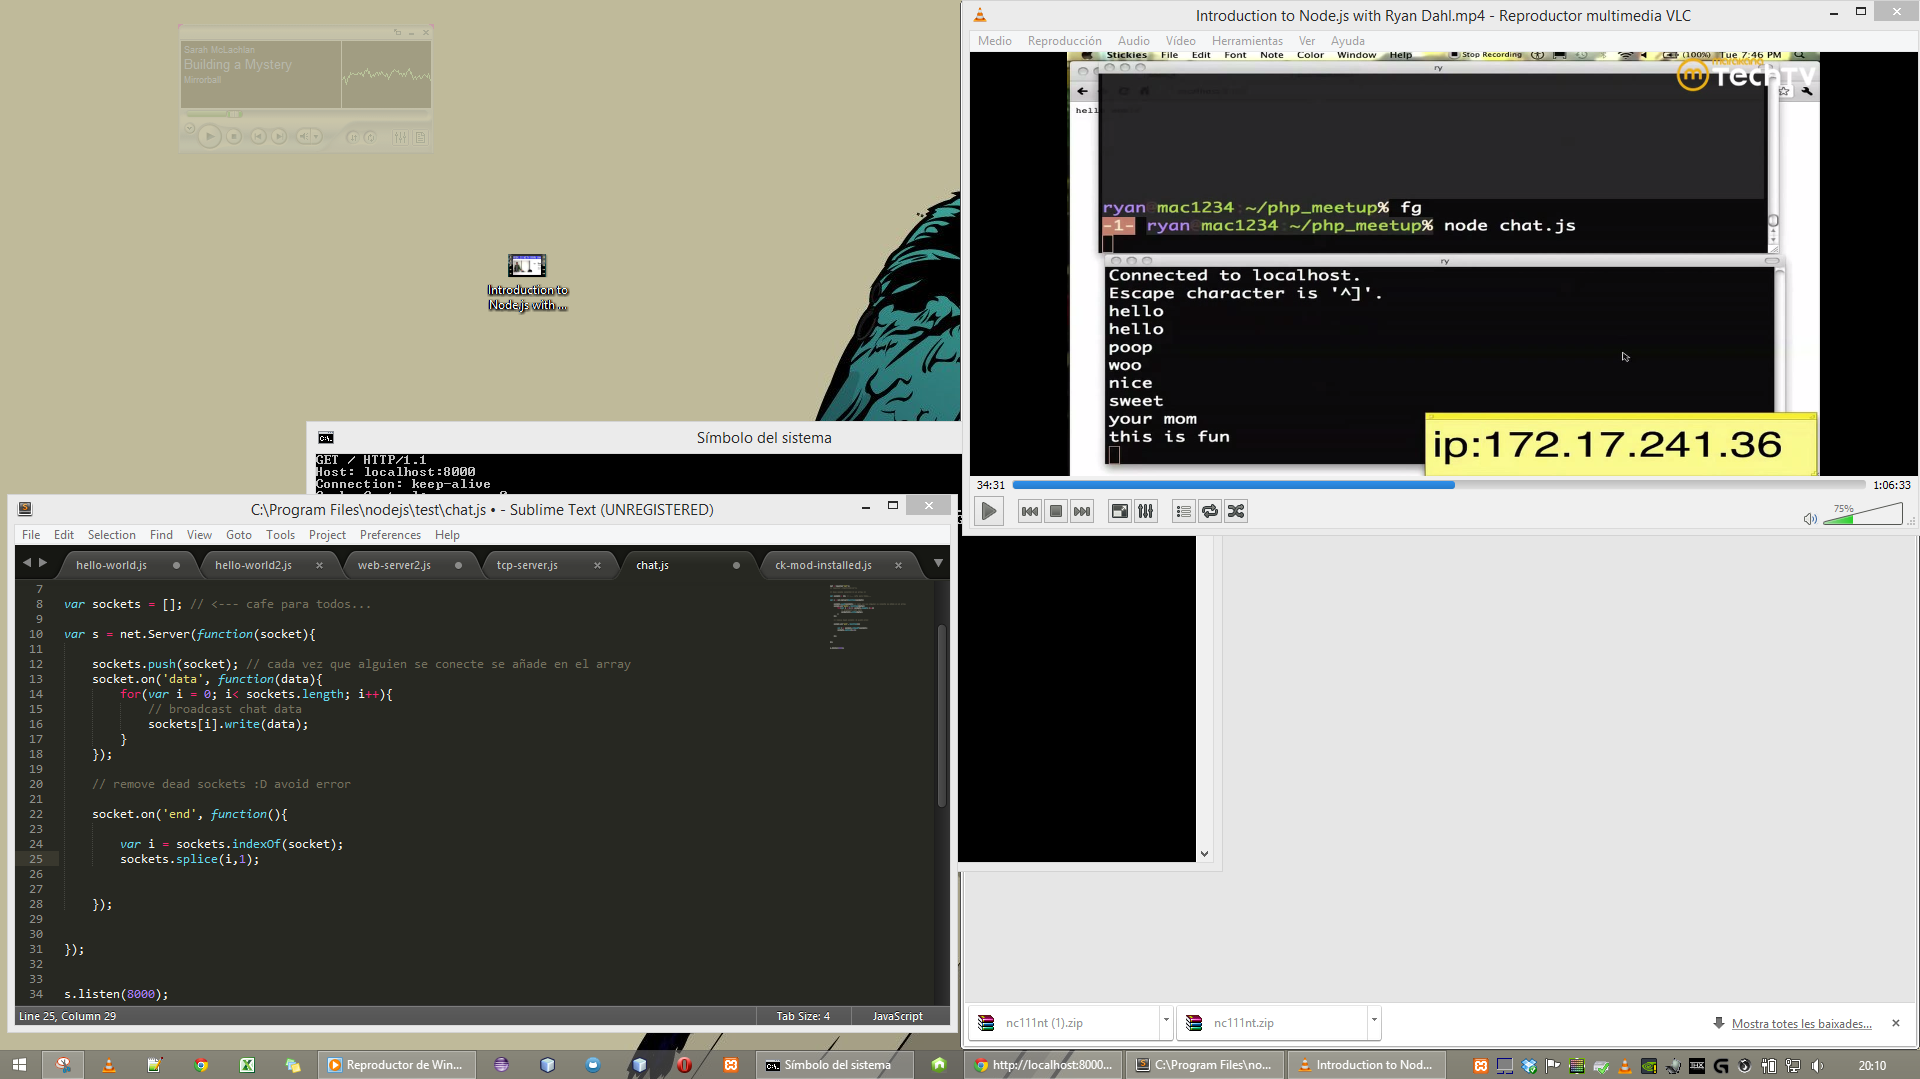 Sarah McLachlan
Building a Mystery
Mirrorball
Introduction to
Node.js with ...
Introduction to Node.js with Ryan Dahl.mp4 - Reproductor multimedia VLC
Medio Reproducción Audio Vídeo Herramientas Ver Ayuda
Stickies File Edit Font Note Color Window Help Stop Recording (100%) Tue 7:46 PM
ry
marakana
TechTV
hell
ryan@mac1234:~/php_meetup% fg
-1- ryan@mac1234:~/php_meetup% node chat.js
ry
Connected to localhost.
Escape character is '^]'.
hello
hello
poop
woo
nice
sweet
your mom
this is fun
ip:172.17.241.36
34:31
1:06:33
75%
Símbolo del sistema
GET / HTTP/1.1
Host: localhost:8000
Connection: keep-alive
C:\Program Files\nodejs\test\chat.js • - Sublime Text (UNREGISTERED)
File Edit Selection Find View Goto Tools Project Preferences Help
hello-world.js hello-world2.js web-server2.js tcp-server.js chat.js ck-mod-installed.js
7
8 var sockets = []; // <--- cafe para todos...
9
10 var s = net.Server(function(socket){
11
12 sockets.push(socket); // cada vez que alguien se conecte se añade en el array
13 socket.on('data', function(data){
14 for(var i = 0; i< sockets.length; i++){
15 // broadcast chat data
16 sockets[i].write(data);
17 }
18 });
19
20 // remove dead sockets :D avoid error
21
22 socket.on('end', function(){
23
24 var i = sockets.indexOf(socket);
25 sockets.splice(i,1);
26
27
28 });
29
30
31 });
32
33
34 s.listen(8000);
Line 25, Column 29 Tab Size: 4 JavaScript
nc111nt (1).zip
nc111nt.zip
Mostra totes les baixades...
Reproductor de Win...
Símbolo del sistema
http://localhost:8000...
C:\Program Files\no...
Introduction to Nod...
20:10